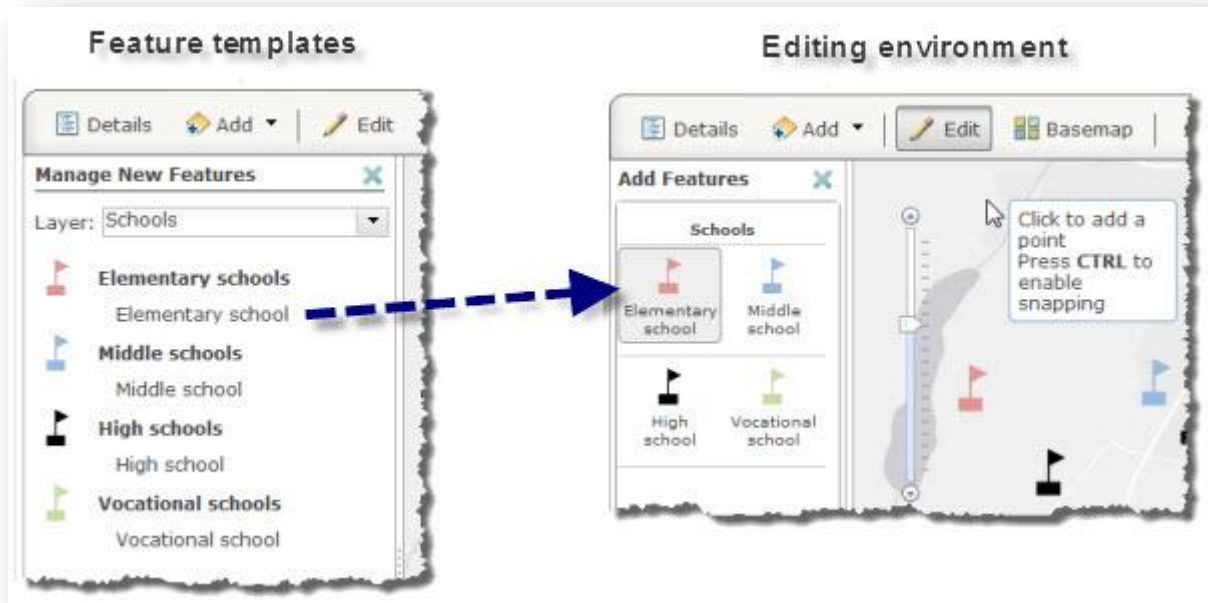 Feature templates
Details Add Edit
Manage New Features
Layer: Schools
Elementary schools
Elementary school
Middle schools
Middle school
High schools
High school
Vocational schools
Vocational school
Editing environment
Details Add Edit Basemap
Add Features
Schools
Elementary
school
Middle
school
High
school
Vocational
school
Click to add a
point
Press CTRL to
enable
snapping